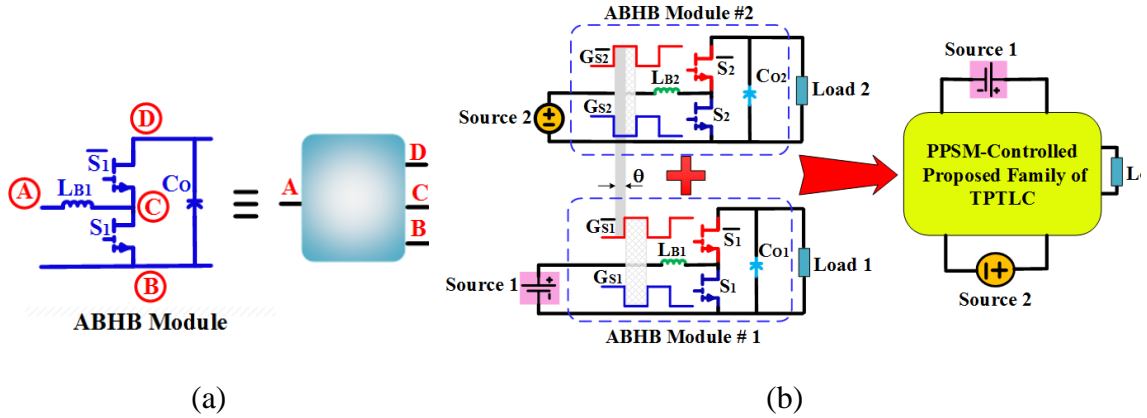 D
S̅1
A
LB1
C
Co
S1
B
ABHB Module
A
D
C
B
(a)
ABHB Module #2
GS̅2
S̅2
LB2
CO2
Load 2
GS2
S2
Source 2
θ
GS̅1
S̅1
LB1
CO1
Load 1
GS1
S1
Source 1
ABHB Module # 1
Source 1
PPSM-Controlled
Proposed Family of
TPTLC
Source 2
(b)